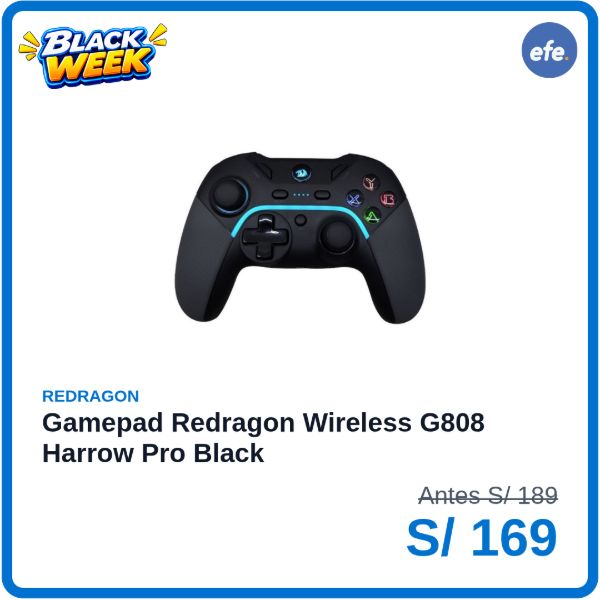 BLACK
WEEK
efe.
Y
X
B
A
REDRAGON
Gamepad Redragon Wireless G808
Harrow Pro Black
Antes S/ 189
S/ 169